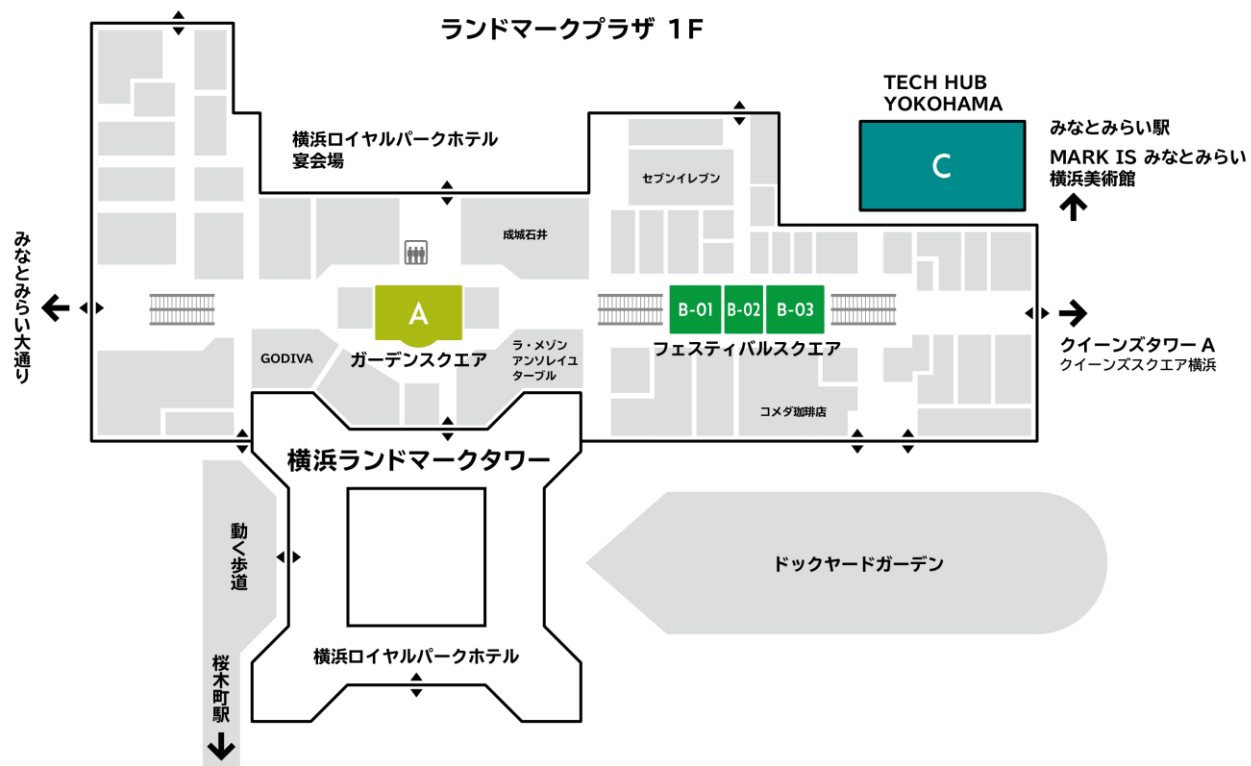 ランドマークプラザ 1F
TECH HUB
YOKOHAMA
C
みなとみらい駅
MARK IS みなとみらい
横浜美術館
横浜ロイヤルパークホテル
宴会場
セブンイレブン
成城石井
みなとみらい大通り
A
ガーデンスクエア
B-01
B-02
B-03
フェスティバルスクエア
GODIVA
ラ・メゾン
アンソレイユ
ターブル
クイーンズタワー A
クイーンズスクエア横浜
コメダ珈琲店
横浜ランドマークタワー
動く歩道
ドックヤードガーデン
横浜ロイヤルパークホテル
桜木町駅